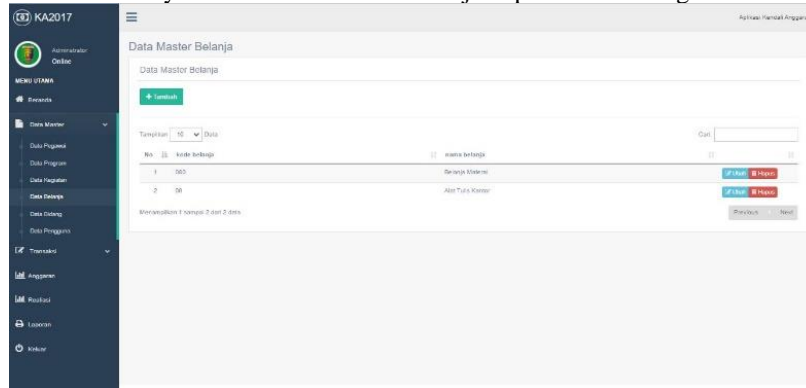 KA2017
Aplikasi Kendali Anggaran
Administrator
Online
MENU UTAMA
Beranda
Data Master
Data Pegawai
Data Program
Data Kegiatan
Data Belanja
Data Bidang
Data Pengguna
Transaksi
Anggaran
Realisasi
Laporan
Keluar
Data Master Belanja
Data Master Belanja
+ Tambah
Tampilkan 10 Data
Cari
No kode belanja nama belanja
1 Belanja Materai Ubah Hapus
2 Alat Tulis Kantor Ubah Hapus
Menampilkan 1 sampai 2 dari 2 data
Previous Next